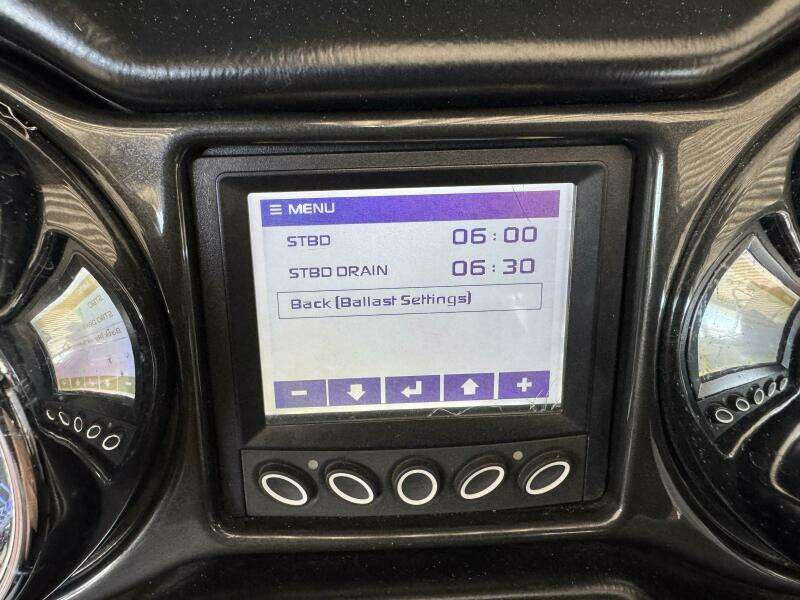 ☰ MENU
STBD 06:00
STBD DRAIN 06:30
Back (Ballast Settings)